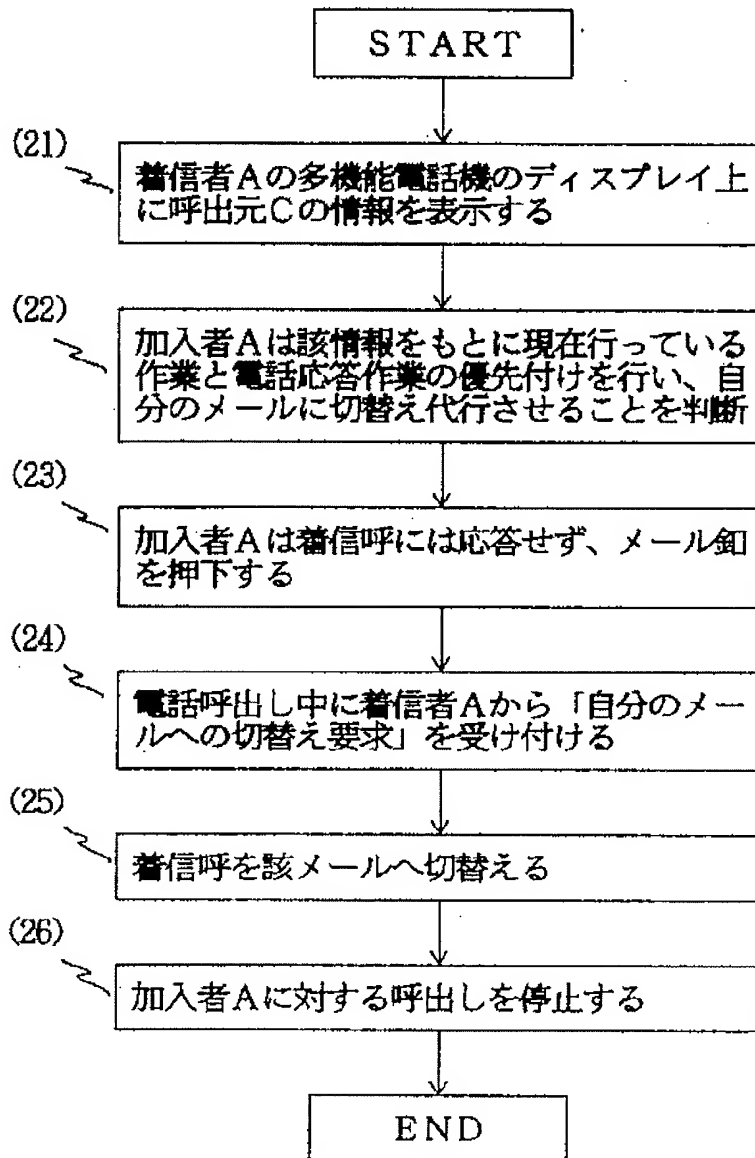 START
(21)
着信者Aの多機能電話機のディスプレイ上
に呼出元Cの情報を表示する
(22)
加入者Aは該情報をもとに現在行っている
作業と電話応答作業の優先付けを行い、自
分のメールに切替え代行させることを判断
(23)
加入者Aは着信呼には応答せず、メール釦
を押下する
(24)
電話呼出し中に着信者Aから「自分のメー
ルへの切替え要求」を受け付ける
(25)
着信呼を該メールへ切替える
(26)
加入者Aに対する呼出しを停止する
END